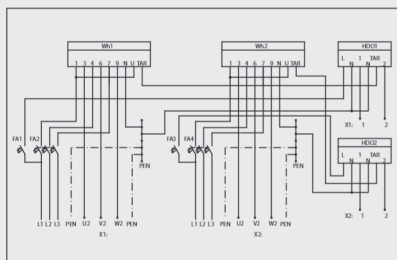 Wh1
Wh2
HDO1
1 3 4 6 7 9 N U TAR
1 3 4 6 7 9 N U TAR
L 1 TAR
N N 2
FA1 FA2
FA3 FA4
X1: 1 2
HDO2
PEN
PEN
L 1 TAR
N N 2
L1 L2 L3 PEN U2 V2 W2 PEN
L1 L2 L3 PEN U2 V2 W2 PEN
X1:
X2:
X2: 1 2